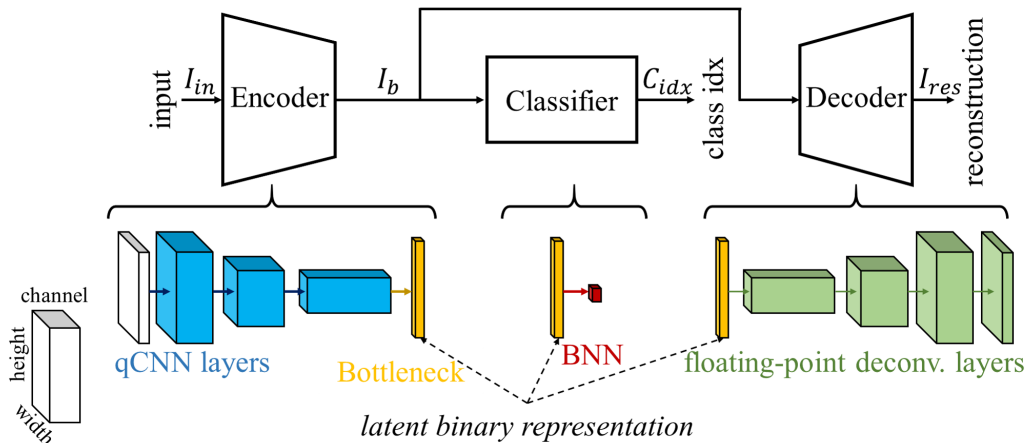 input
I_in
Encoder
I_b
Classifier
C_idx
class idx
Decoder
I_res
reconstruction
channel
height
width
qCNN layers
Bottleneck
BNN
floating-point deconv. layers
latent binary representation